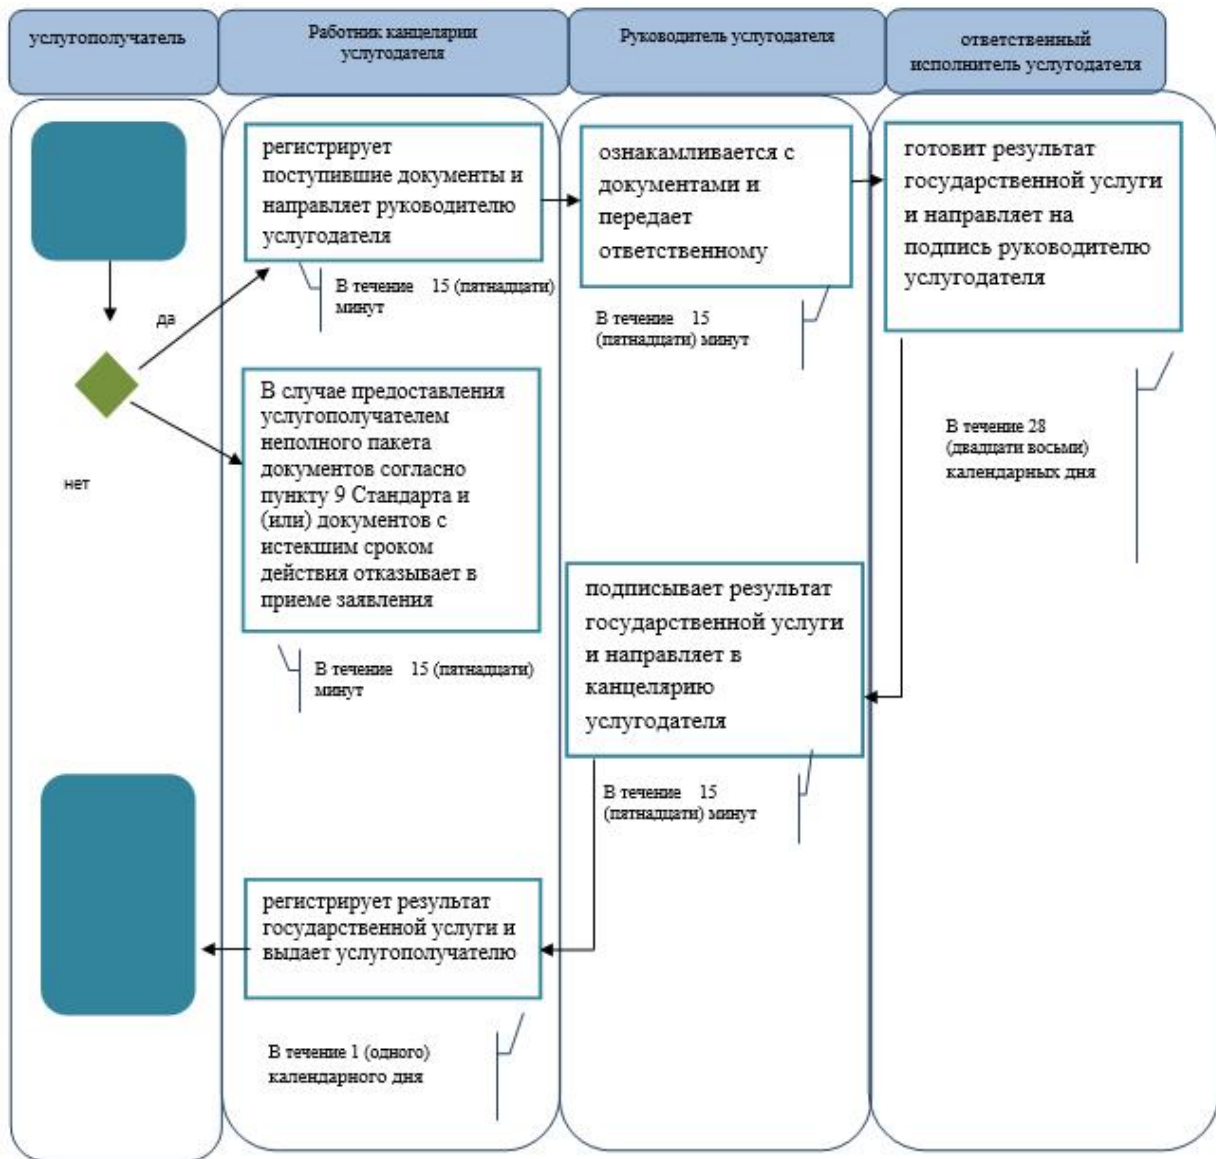 услугополучатель
Работник канцелярии
услугодателя
Руководитель услугодателя
ответственный
исполнитель услугодателя
регистрирует
поступившие документы и
направляет руководителю
услугодателя
В течение 15 (пятнадцати)
минут
ознакамливается с
документами и
передает
ответственному
В течение 15
(пятнадцати) минут
готовит результат
государственной услуги
и направляет на
подпись руководителю
услугодателя
В течение 28
(двадцати восьми)
календарных дня
да
нет
В случае предоставления
услугополучателем
неполного пакета
документов согласно
пункту 9 Стандарта и
(или) документов с
истекшим сроком
действия отказывает в
приеме заявления
В течение 15 (пятнадцати)
минут
подписывает результат
государственной услуги
и направляет в
канцелярию
услугодателя
В течение 15
(пятнадцати) минут
регистрирует результат
государственной услуги и
выдает услугополучателю
В течение 1 (одного)
календарного дня